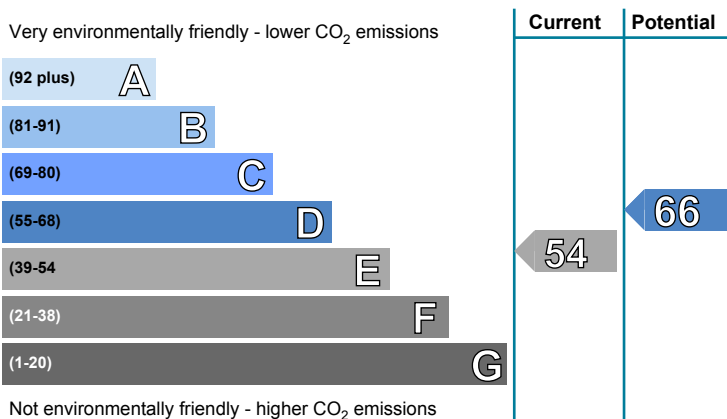 Very environmentally friendly - lower CO2 emissions
Current
Potential
(92 plus) A
(81-91) B
(69-80) C
(55-68) D
66
(39-54 E
54
(21-38) F
(1-20) G
Not environmentally friendly - higher CO2 emissions